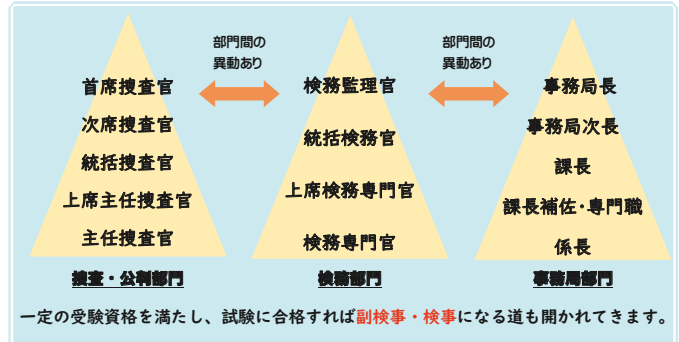 部門間の
異動あり
部門間の
異動あり
首席捜査官
次席捜査官
統括捜査官
上席主任捜査官
主任捜査官
捜査・公判部門
検務監理官
統括検務官
上席検務専門官
検務専門官
検務部門
事務局長
事務局次長
課長
課長補佐・専門職
係長
事務局部門
一定の受験資格を満たし、試験に合格すれば副検事・検事になる道も開かれてきます。